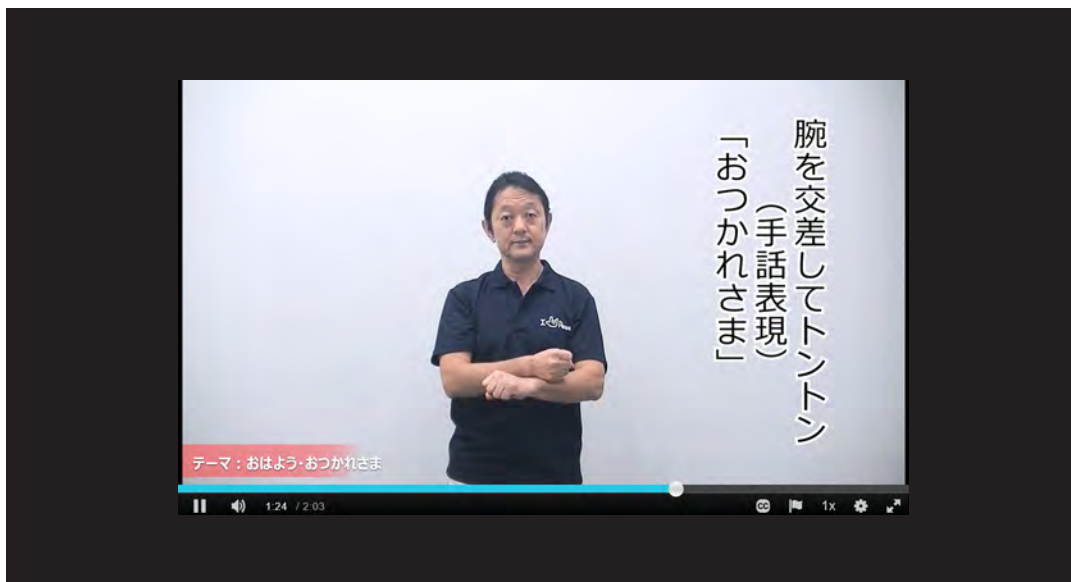 腕を交差してトントン
（手話表現）
「おつかれさま」
テーマ：おはよう・おつかれさま
1:24 / 2:03
CC
1x